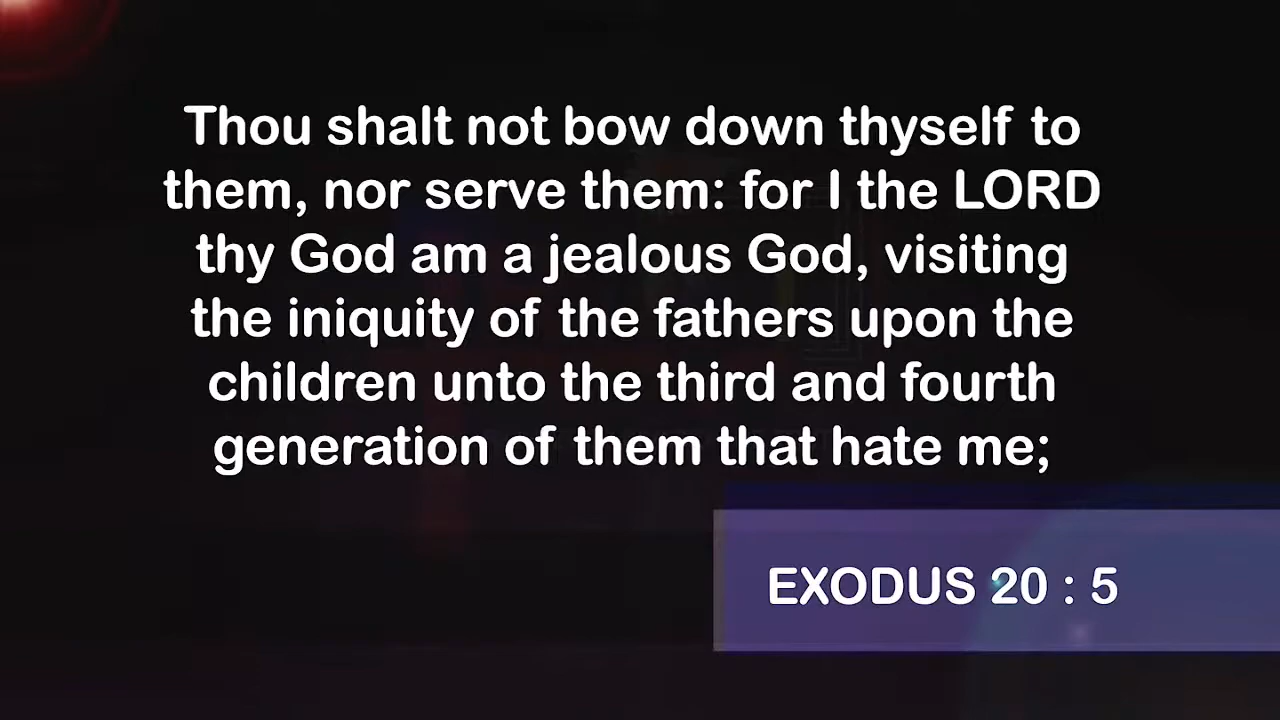 Thou shalt not bow down thyself to
them, nor serve them: for I the LORD
thy God am a jealous God, visiting
the iniquity of the fathers upon the
children unto the third and fourth
generation of them that hate me;
EXODUS 20 : 5